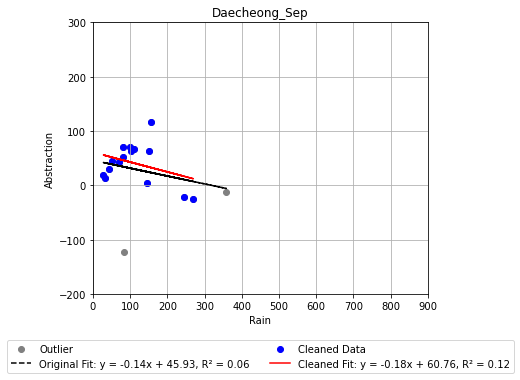 Daecheong_Sep
300
200
100
0
−100
−200
Abstraction
0 100 200 300 400 500 600 700 800 900
Rain
Outlier
Original Fit: y = -0.14x + 45.93, R² = 0.06
Cleaned Data
Cleaned Fit: y = -0.18x + 60.76, R² = 0.12